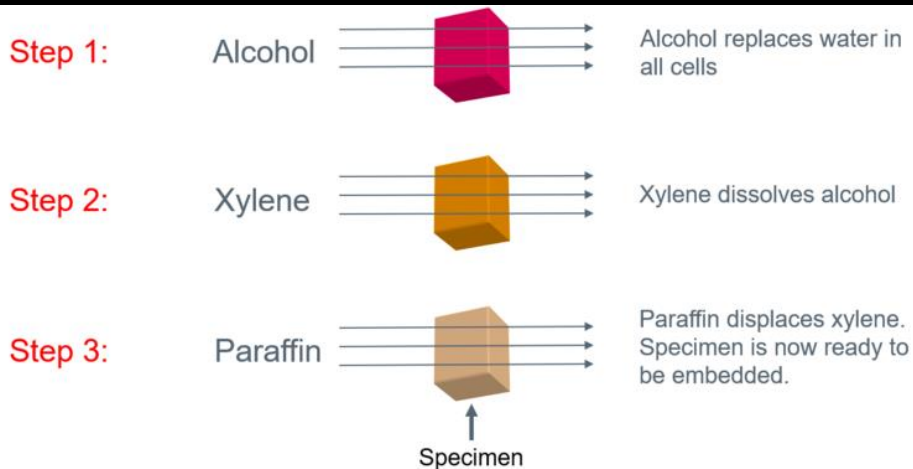 Step 1:
Alcohol
Alcohol replaces water in
all cells
Step 2:
Xylene
Xylene dissolves alcohol
Step 3:
Paraffin
Paraffin displaces xylene.
Specimen is now ready to
be embedded.
Specimen